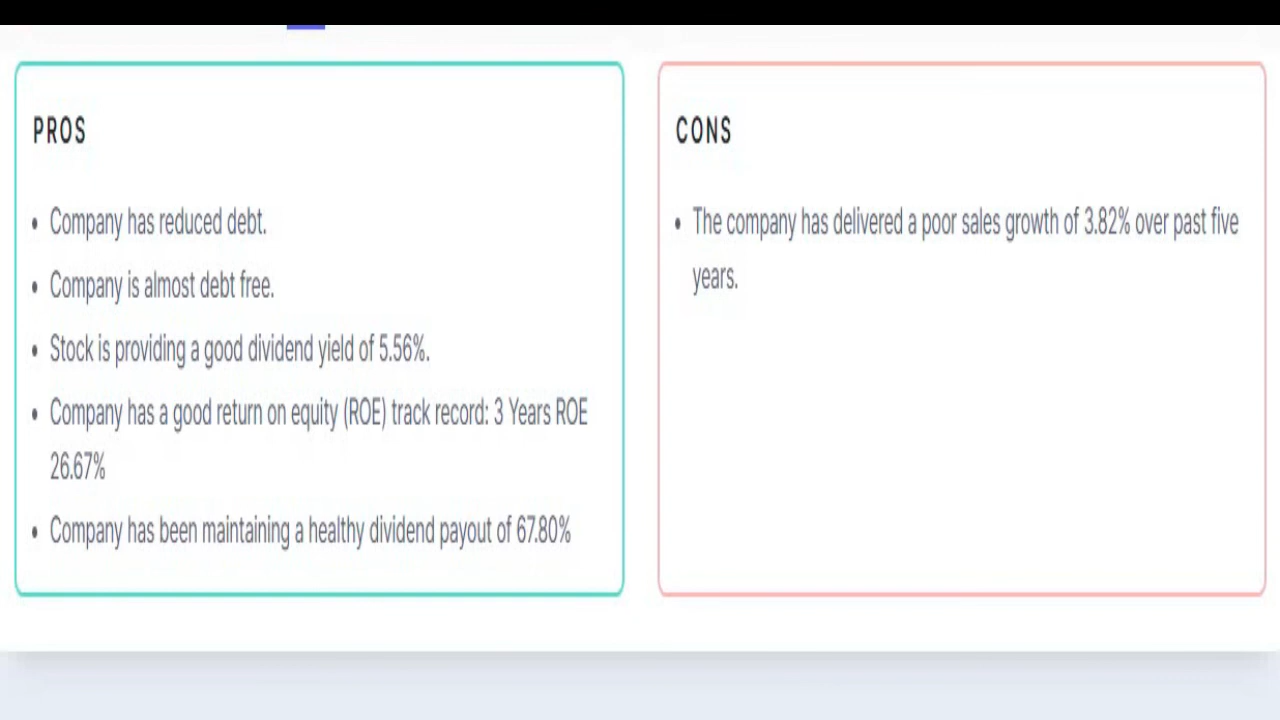 PROS
Company has reduced debt.
Company is almost debt free.
Stock is providing a good dividend yield of 5.56%.
Company has a good return on equity (ROE) track record: 3 Years ROE
26.67%
Company has been maintaining a healthy dividend payout of 67.80%
CONS
The company has delivered a poor sales growth of 3.82% over past five
years.